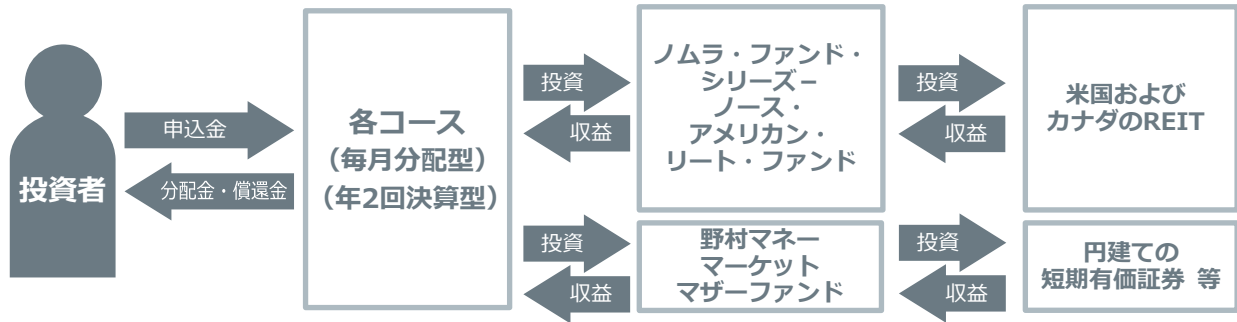 投資者
申込金
分配金・償還金
各コース
（毎月分配型）
（年2回決算型）
投資
収益
ノムラ・ファンド・
シリーズ－
ノース・
アメリカン・
リート・ファンド
投資
収益
米国および
カナダのREIT
投資
収益
野村マネー
マーケット
マザーファンド
投資
収益
円建ての
短期有価証券 等